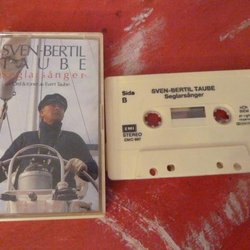 SVEN-BERTIL
TAUBE
Seglarsånger
Sida
B
SVEN-BERTIL TAUBE
Seglarsånger
EMI
STEREO